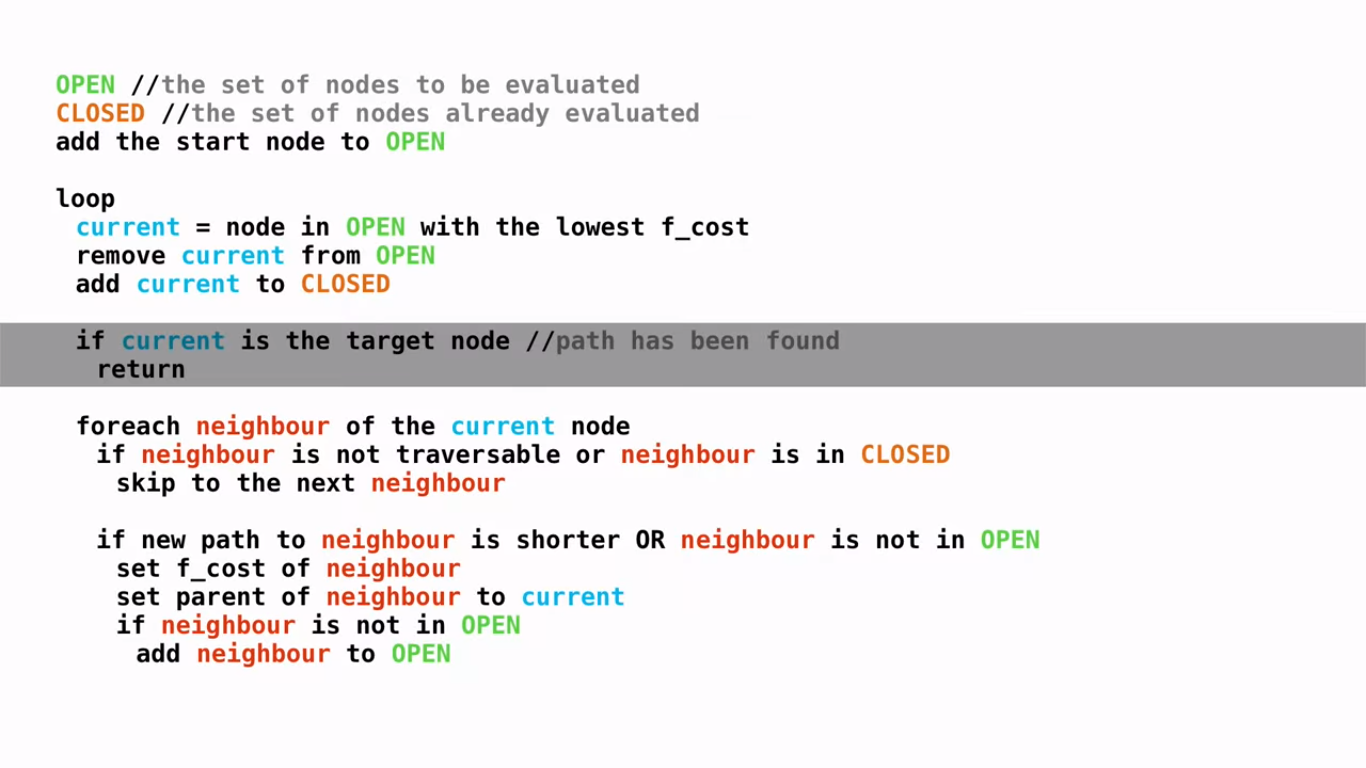 OPEN //the set of nodes to be evaluated
CLOSED //the set of nodes already evaluated
add the start node to OPEN
loop
current = node in OPEN with the lowest f_cost
remove current from OPEN
add current to CLOSED
if current is the target node //path has been found
return
foreach neighbour of the current node
if neighbour is not traversable or neighbour is in CLOSED
skip to the next neighbour
if new path to neighbour is shorter OR neighbour is not in OPEN
set f_cost of neighbour
set parent of neighbour to current
if neighbour is not in OPEN
add neighbour to OPEN